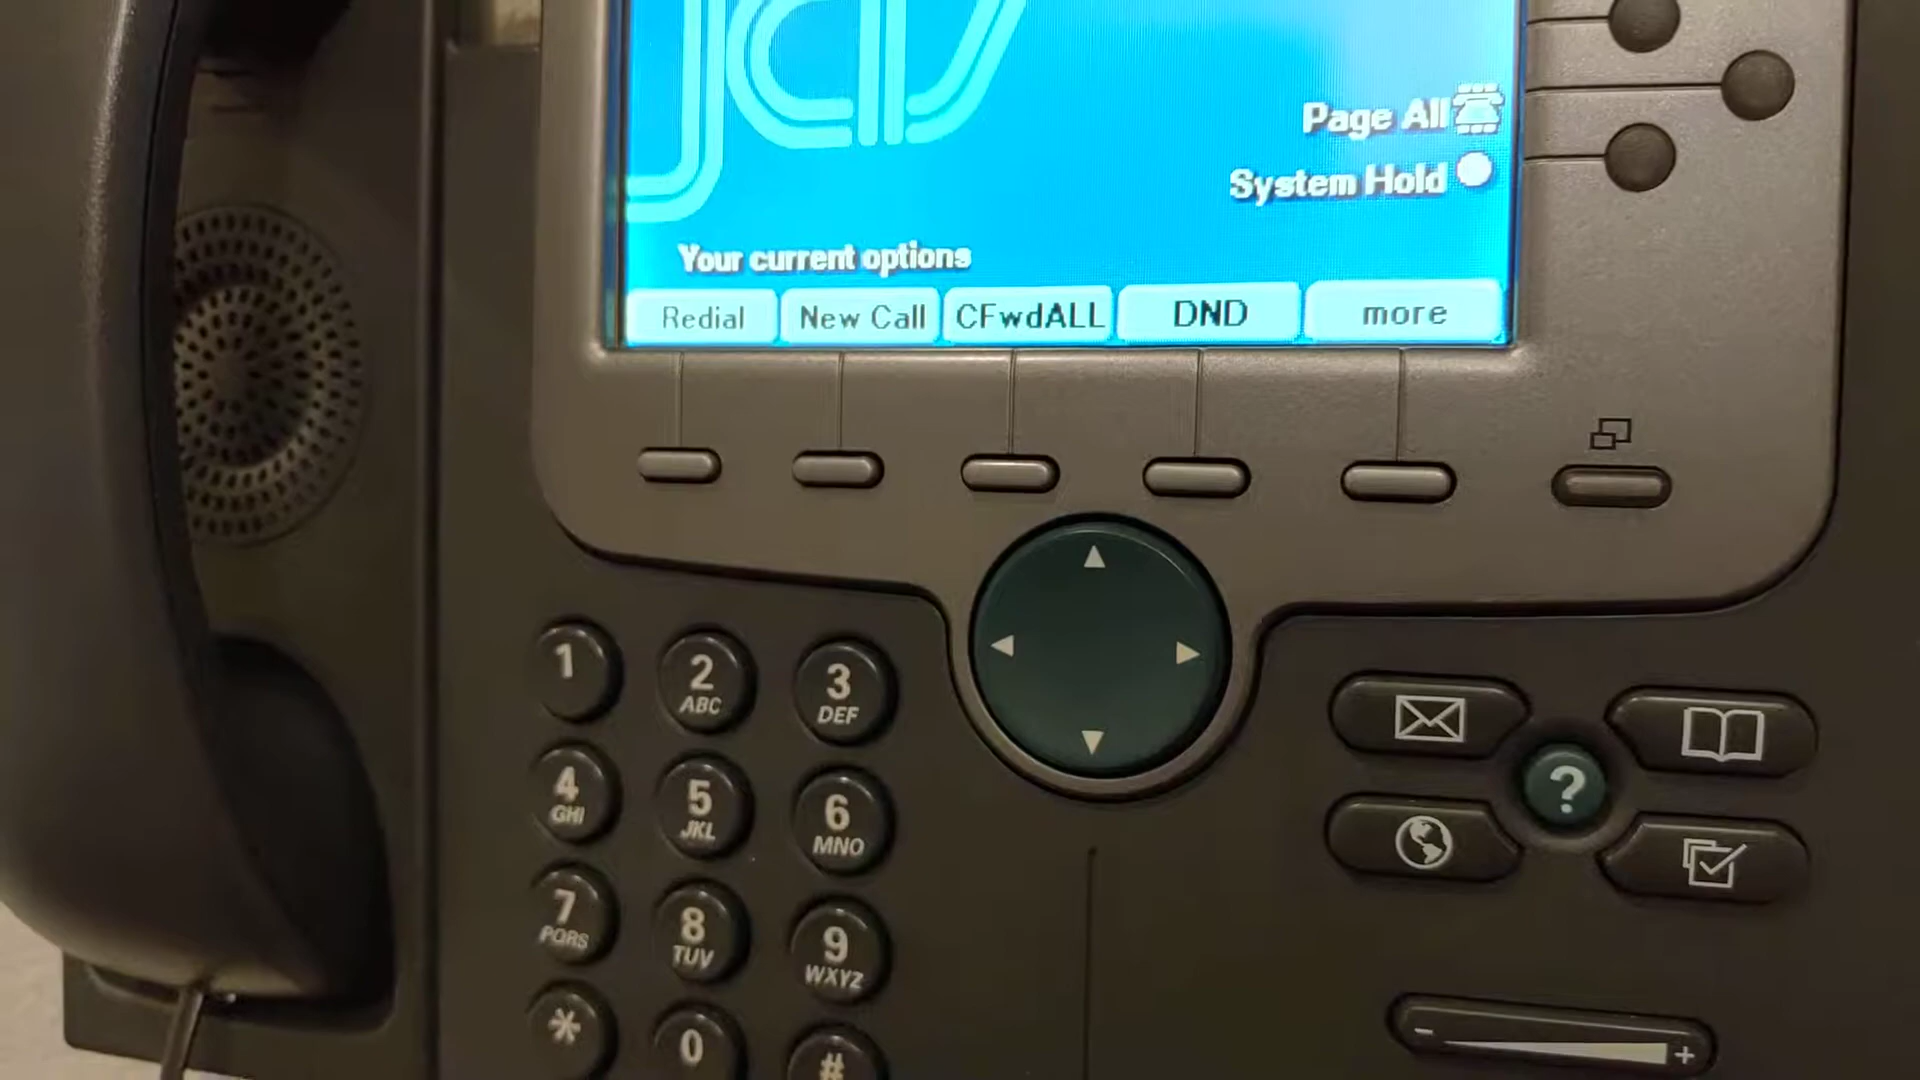 Page All
System Hold
Your current options
Redial New Call CFwdALL DND more
1 2 3
ABC DEF
4 5 6
GHI JKL MNO
7 8 9
PQRS TUV WXYZ
* 0 #
?
- +